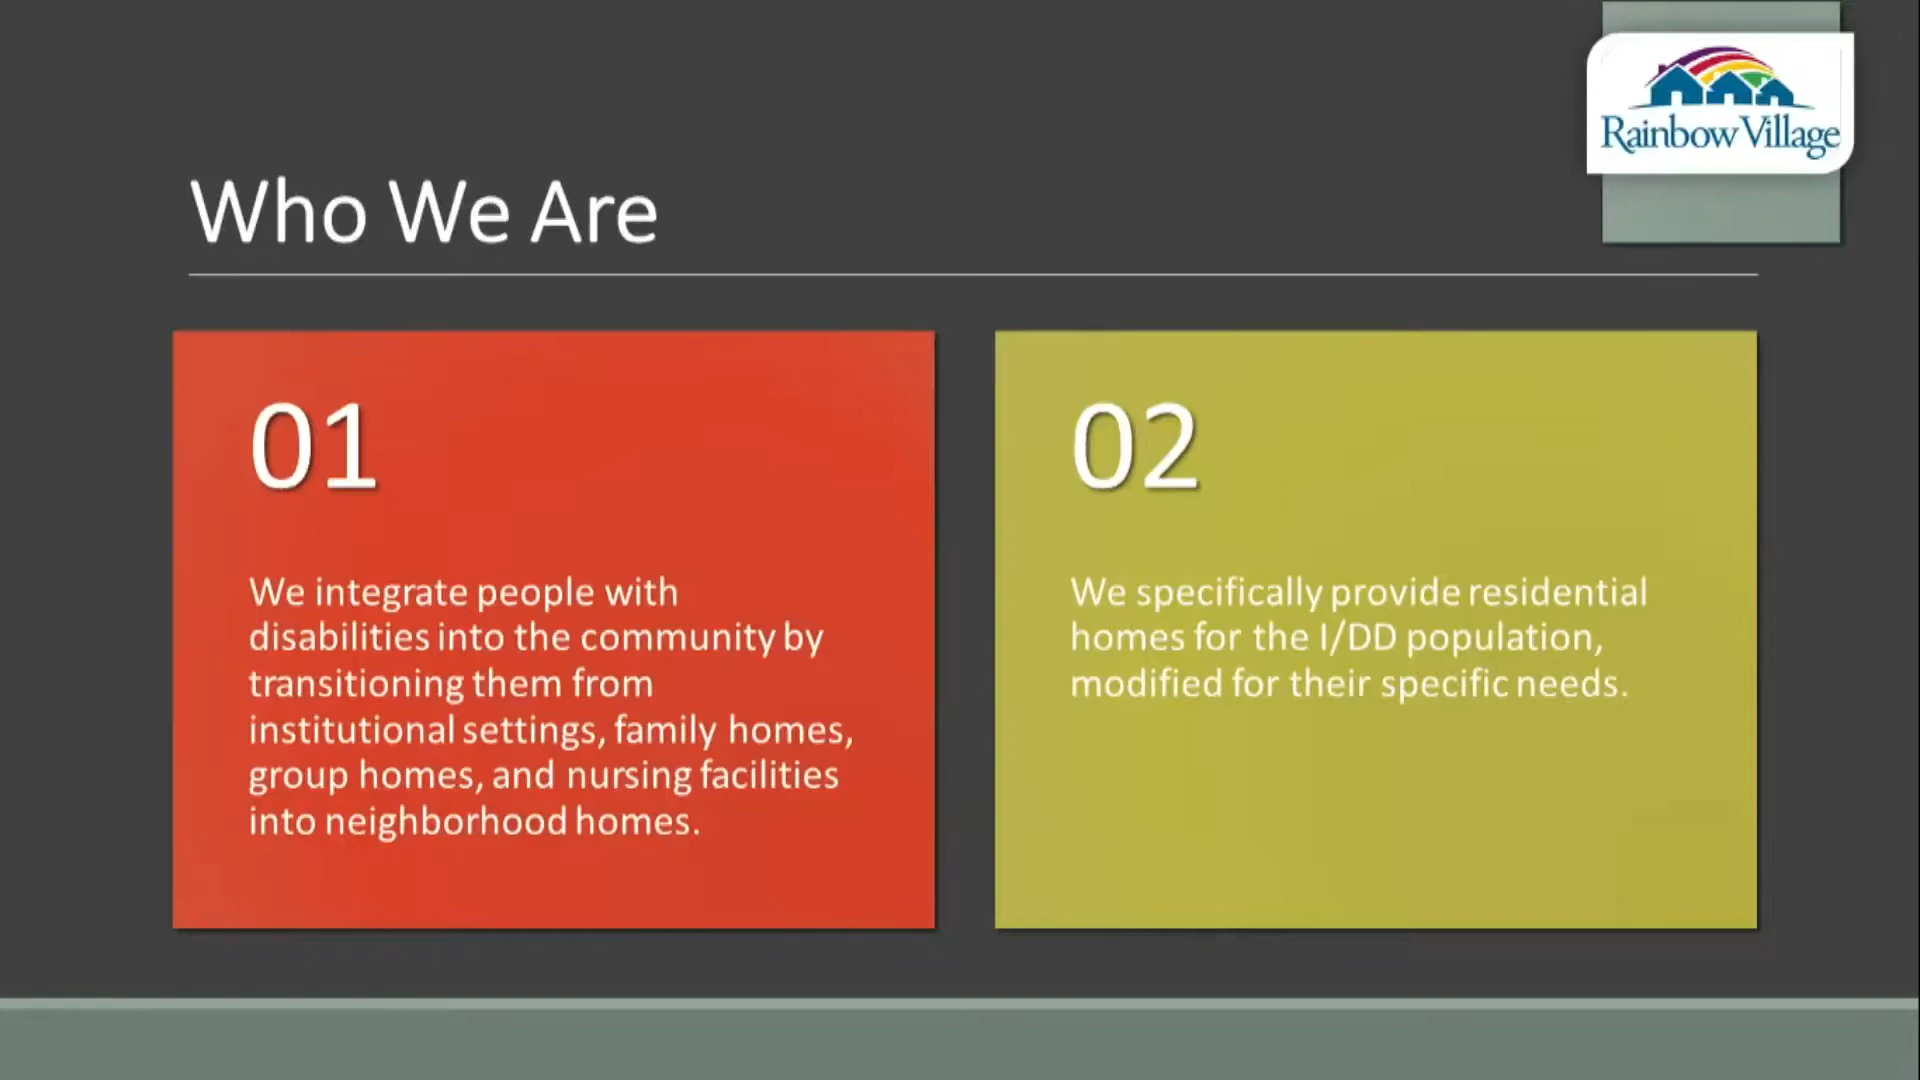 Rainbow Village
Who We Are
01
We integrate people with
disabilities into the community by
transitioning them from
institutional settings, family homes,
group homes, and nursing facilities
into neighborhood homes.
02
We specifically provide residential
homes for the I/DD population,
modified for their specific needs.